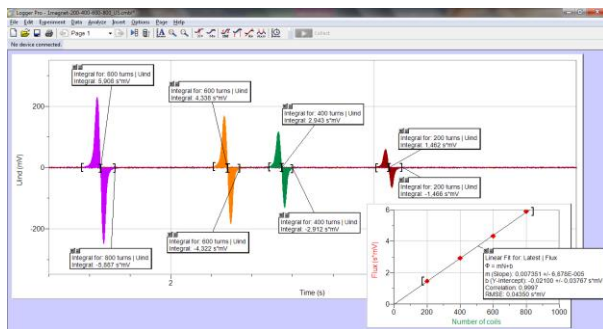 Logger Pro - Imagnah-200-400-600-800_US.cmbl*
File Edit Experiment Data Analyze Insert Options Page Help
Page 1
Collect
No device connected.
Integral for: 800 turns | Uind
Integral: 5,908 s*mV
Integral for: 600 turns | Uind
Integral: 4,336 s*mV
Integral for: 400 turns | Uind
Integral: 2,943 s*mV
Integral for: 200 turns | Uind
Integral: 1,462 s*mV
200
Uind (mV)
0
-200
Integral for: 800 turns | Uind
Integral: -5,887 s*mV
Integral for: 600 turns | Uind
Integral: -4,322 s*mV
Integral for: 400 turns | Uind
Integral: -2,912 s*mV
Integral for: 200 turns | Uind
Integral: -1,466 s*mV
2
Time (s)
6
4
2
0
Flux (s*mV)
0
200
400
600
800
1000
Number of coils
Linear Fit for: Latest | Flux
Φ = mN+b
m (Slope): 0,007351 +/- 6,876E-005
b (Y-Intercept): -0,02100 +/- 0,03767 s*mV
Correlation: 0,9997
RMSE: 0,04350 s*mV